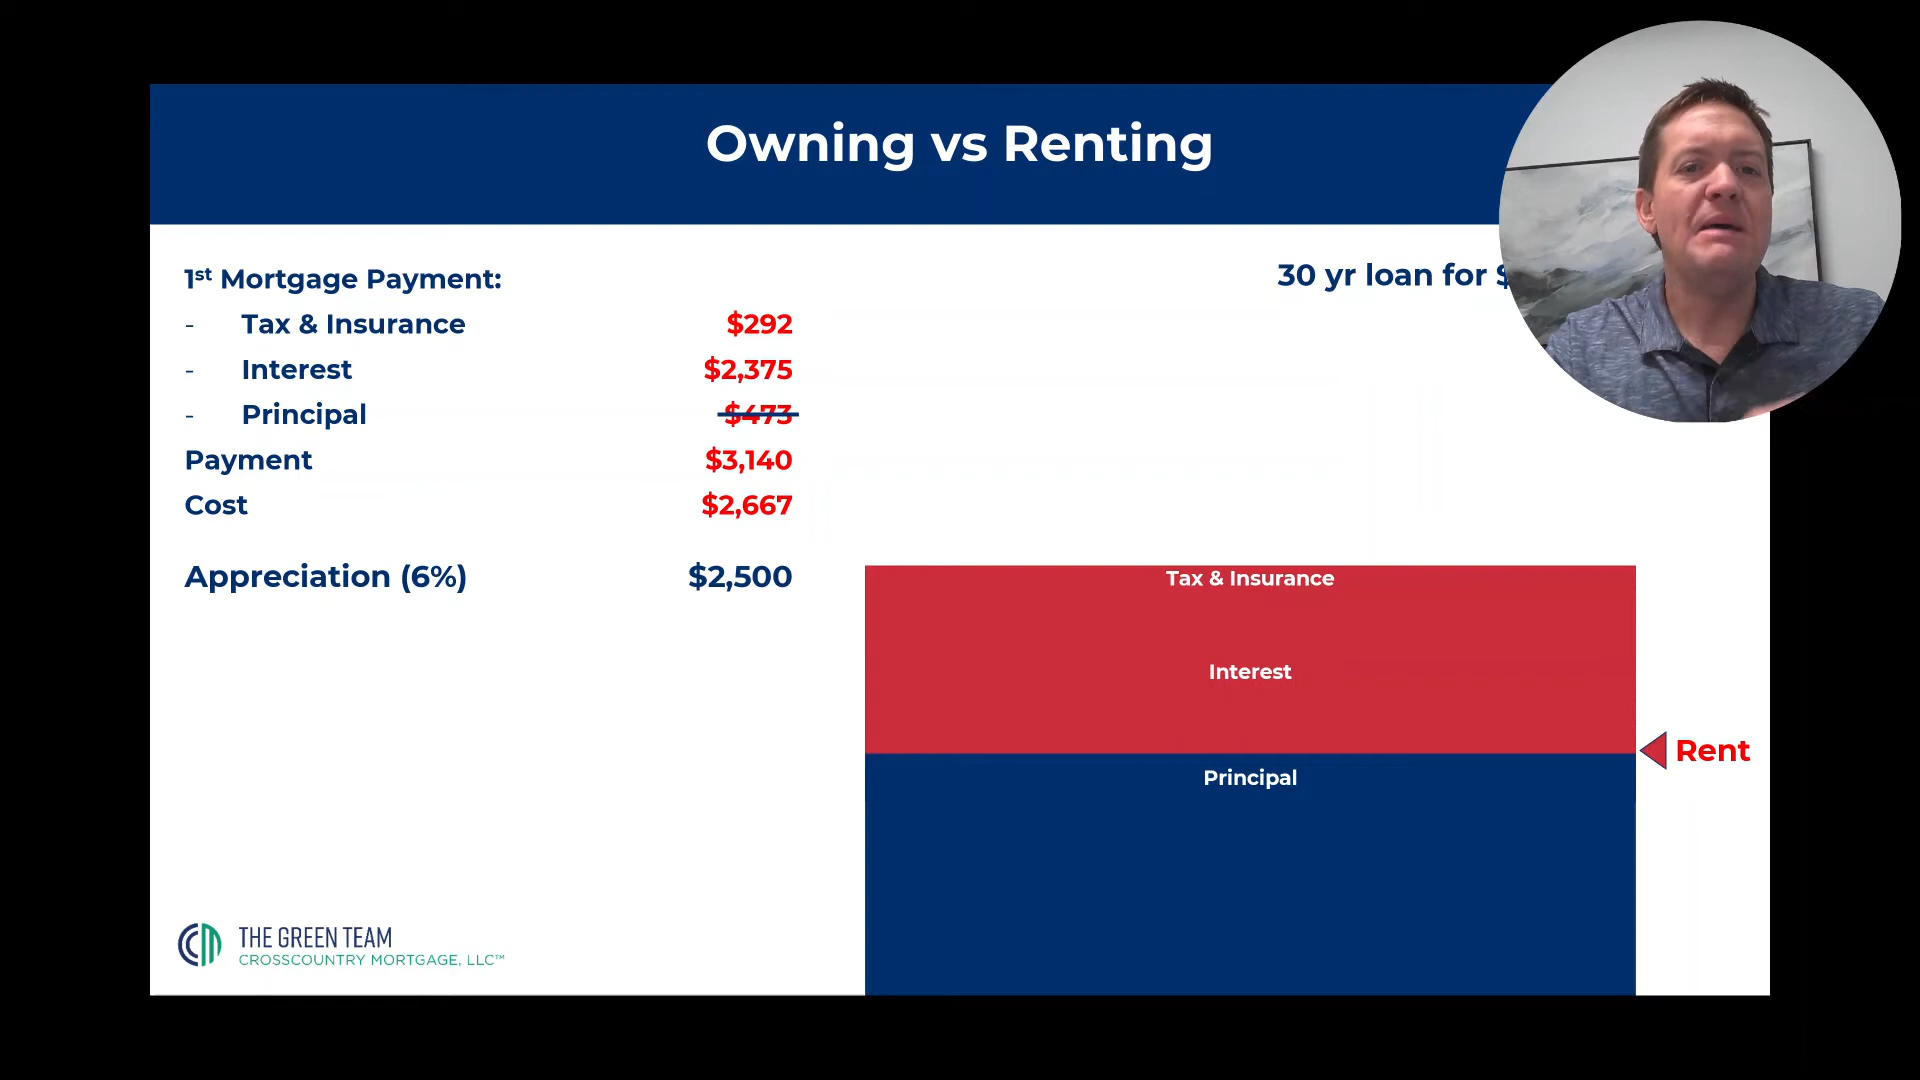 Owning vs Renting
1st Mortgage Payment:
- Tax & Insurance $292
- Interest $2,375
- Principal $473
Payment $3,140
Cost $2,667
Appreciation (6%) $2,500
30 yr loan for $
Tax & Insurance
Interest
Rent
Principal
THE GREEN TEAM
CROSSCOUNTRY MORTGAGE, LLC™